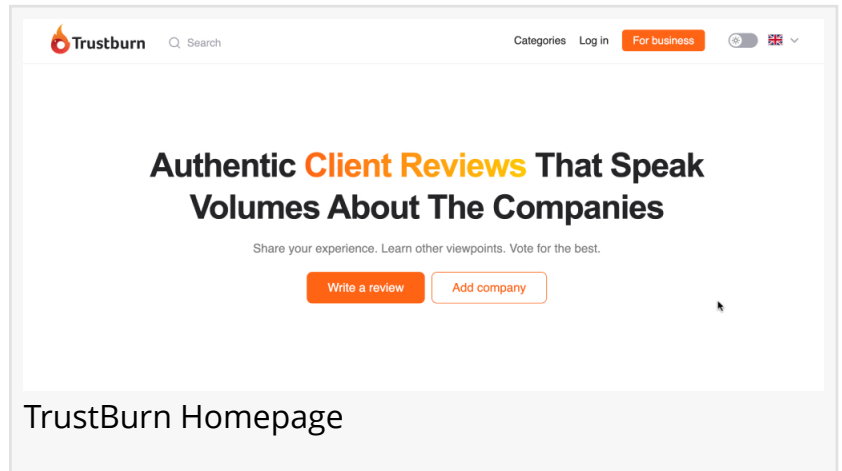 Trustburn Search Categories Log in For business
Authentic Client Reviews That Speak
Volumes About The Companies
Share your experience. Learn other viewpoints. Vote for the best.
Write a review Add company
TrustBurn Homepage